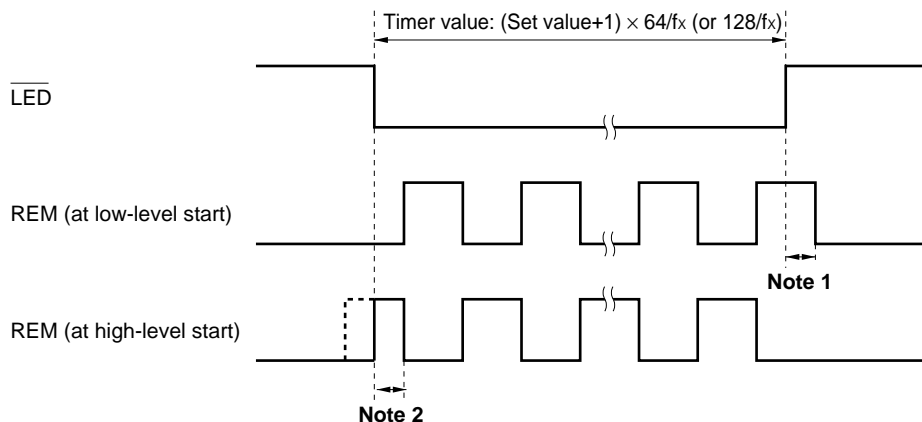 Timer value: (Set value+1) × 64/fx (or 128/fx)
LED
REM (at low-level start)
Note 1
REM (at high-level start)
Note 2